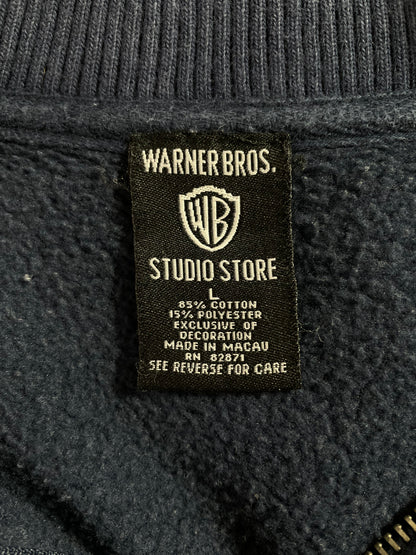 WARNER BROS.
WB
STUDIO STORE
L
85% COTTON
15% POLYESTER
EXCLUSIVE OF
DECORATION
MADE IN MACAU
RN 82871
SEE REVERSE FOR CARE